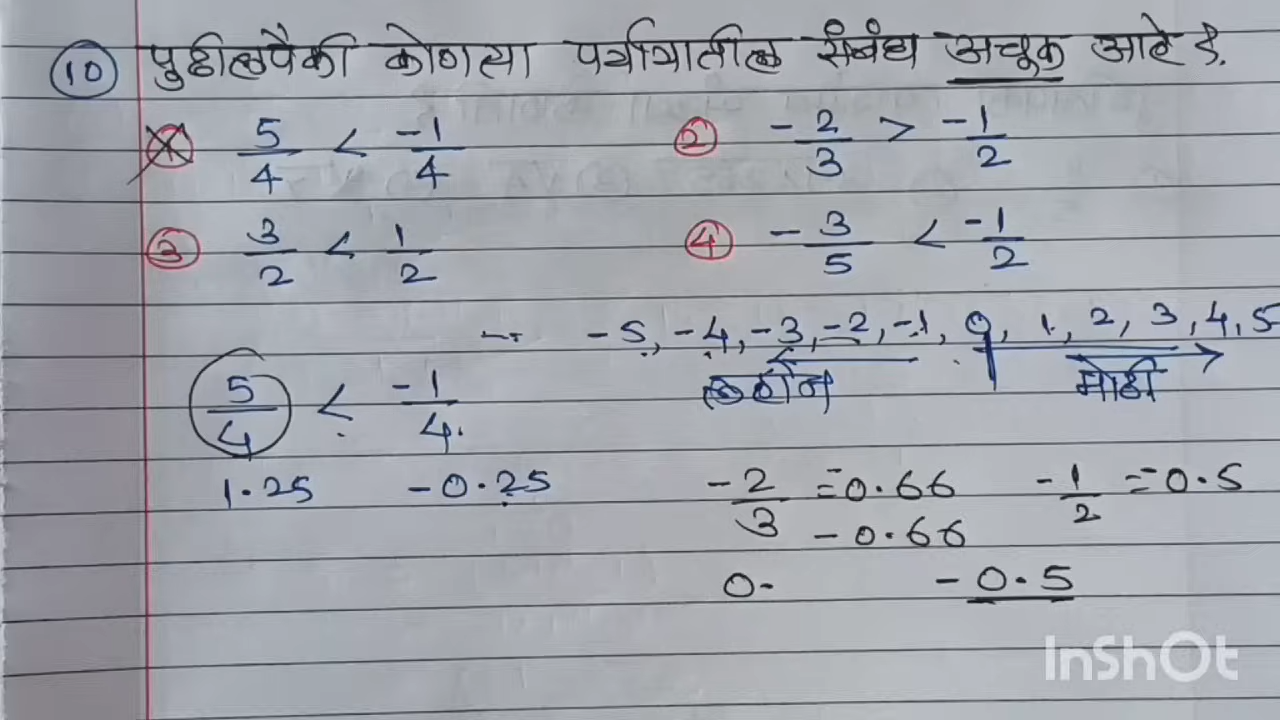 10 पुढीलपैकी कोणत्या पर्यायातील संबंध अचूक आहे ?.
① 5/4 < -1/4 ② -2/3 > -1/2
③ 3/2 < 1/2 ④ -3/5 < -1/2
-5, -4, -3, -2, -1, 0, 1, 2, 3, 4, 5
लहान मोठी
5/4 < -1/4
1.25 -0.25 -2/3 = -0.66 -1/2 = -0.5
-0.66
0. -0.5
InShOt